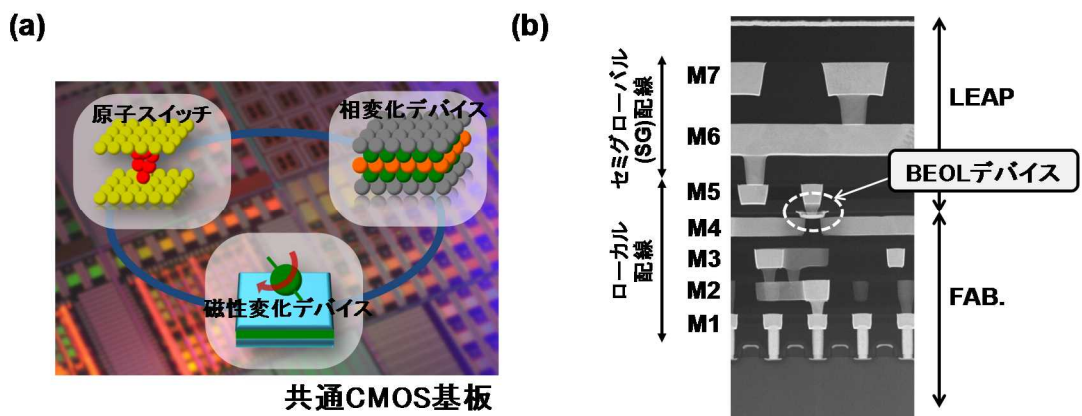 (a)
原子スイッチ
相変化デバイス
磁性変化デバイス
共通CMOS基板
(b)
セミグローバル
(SG)配線
ローカル
配線
M7
M6
M5
M4
M3
M2
M1
LEAP
BEOLデバイス
FAB.